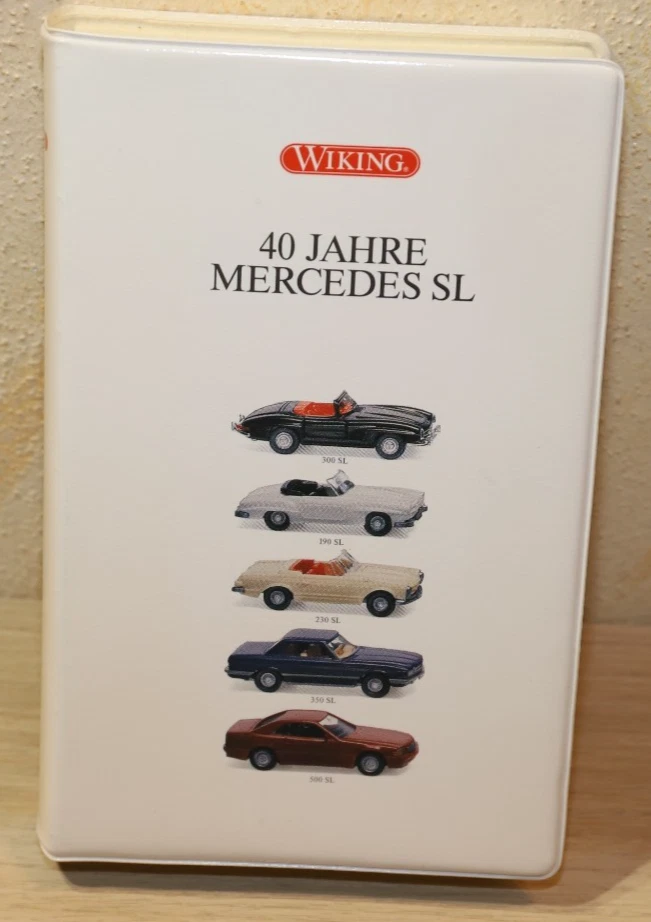 WIKING®
40 JAHRE
MERCEDES SL
300 SL
190 SL
230 SL
350 SL
500 SL